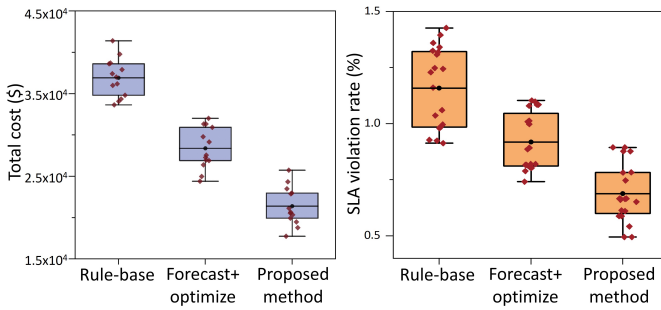 4.5x10⁴
3.5x10⁴
2.5x10⁴
1.5x10⁴
Total cost ($)
Rule-base
Forecast+
optimize
Proposed
method
1.5
1.0
0.5
SLA violation rate (%)
Rule-base
Forecast+
optimize
Proposed
method